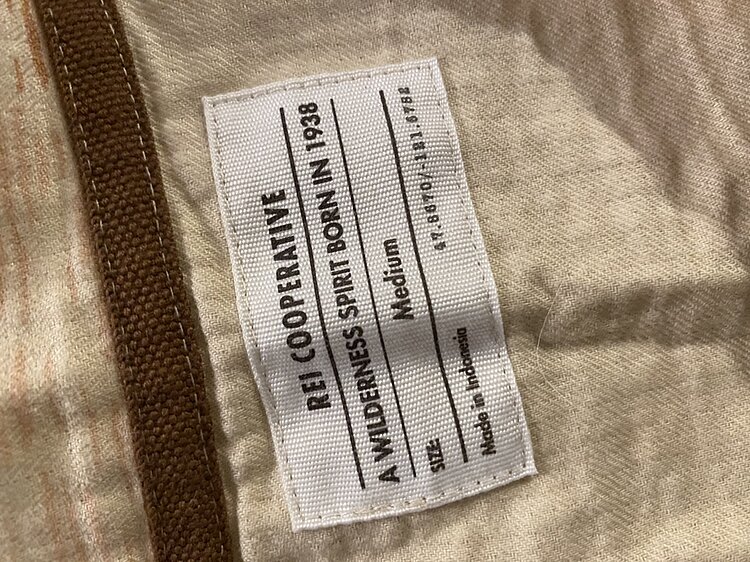 REI COOPERATIVE
A WILDERNESS SPIRIT BORN IN 1938
SIZE: Medium
Made in Indonesia